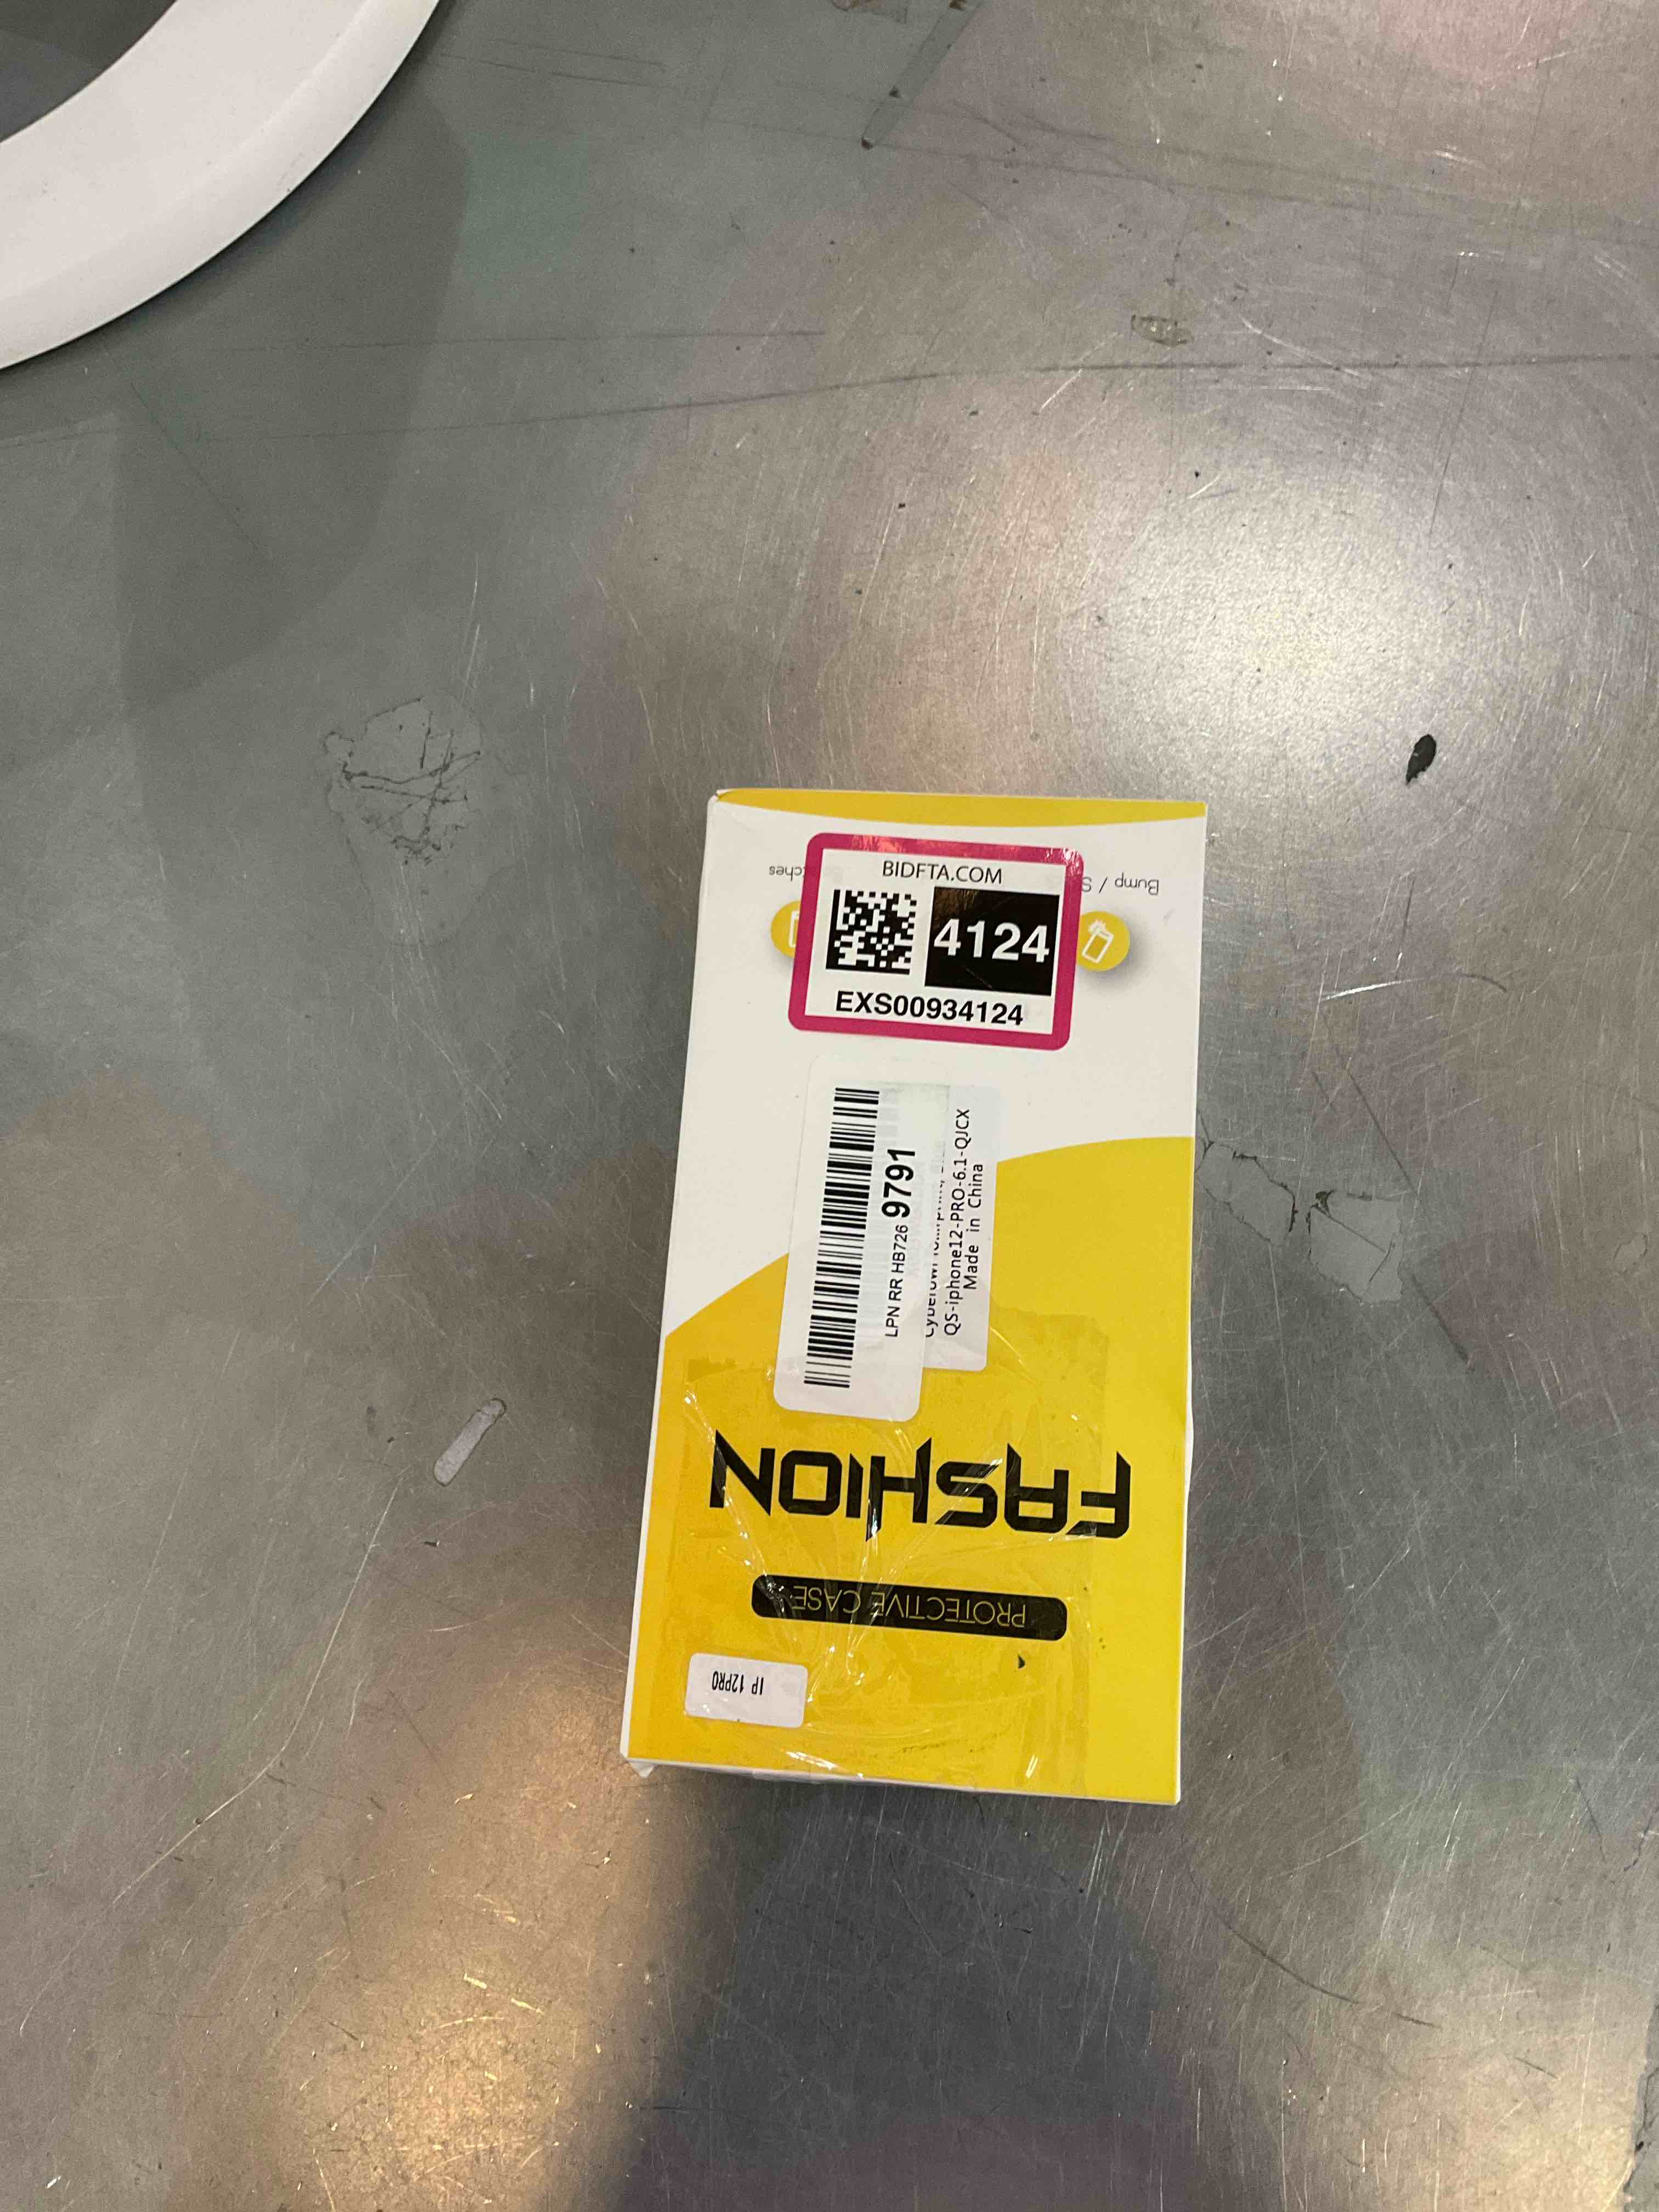 BIDFTA.COM
4124
EXS00934124
Bump / S
LPN RR HB726 9791
QS-iphone12-PRO-6.1-QJCX
Made in China
FASHION
PROTECTIVE CASE
IP 12PRO